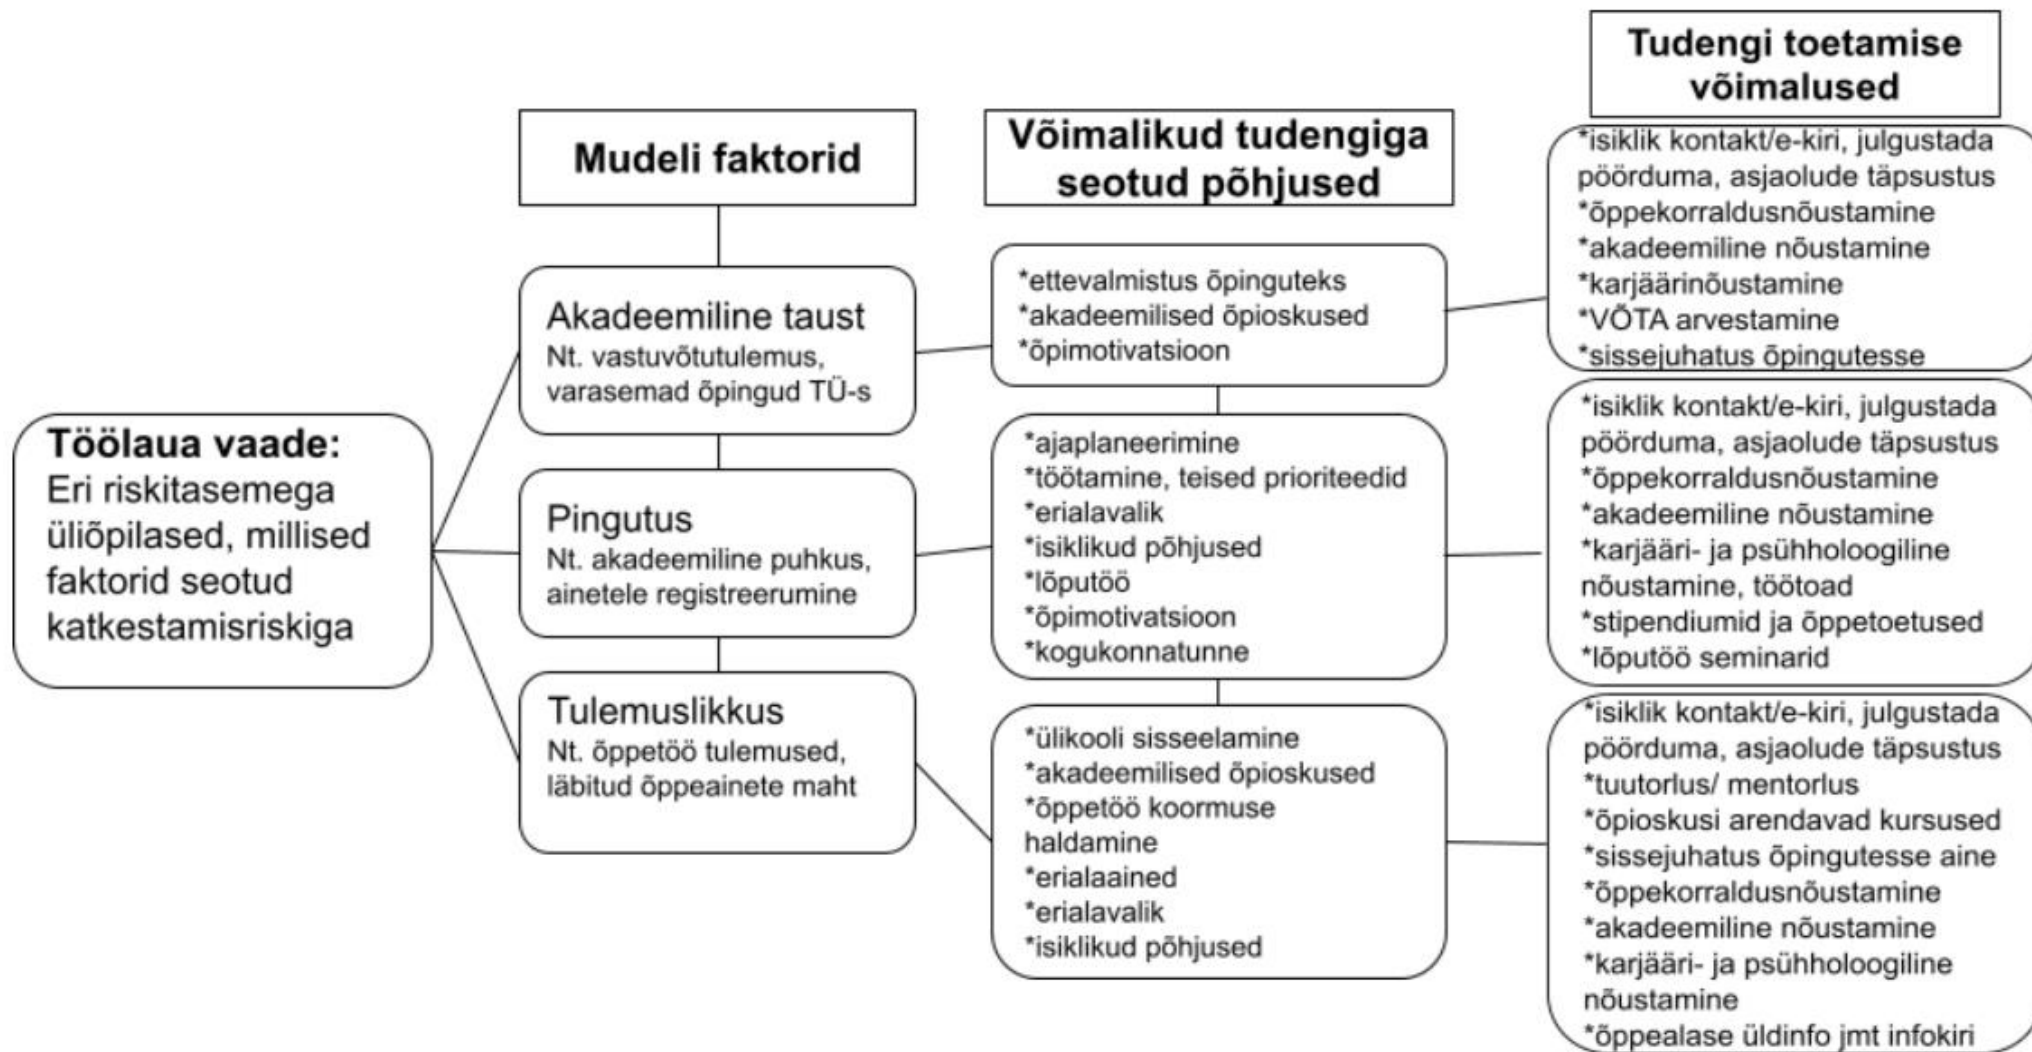 Töölaua vaade:
Eri riskitasemega
üliõpilased, millised
faktorid seotud
katkestamisriskiga
Mudeli faktorid
Akadeemiline taust
Nt. vastuvõtutulemus,
varasemad õpingud TÜ-s
Pingutus
Nt. akadeemiline puhkus,
ainetele registreerumine
Tulemuslikkus
Nt. õppetöö tulemused,
läbitud õppeainete maht
Võimalikud tudengiga
seotud põhjused
*ettevalmistus õpinguteks
*akadeemilised õpioskused
*õpimotivatsioon
*ajaplaneerimine
*töötamine, teised prioriteedid
*erialavalik
*isiklikud põhjused
*lõputöö
*õpimotivatsioon
*kogukonnatunne
*ülikooli sisseelamine
*akadeemilised õpioskused
*õppetöö koormuse
haldamine
*erialaained
*erialavalik
*isiklikud põhjused
Tudengi toetamise
võimalused
*isiklik kontakt/e-kiri, julgustada
pöörduma, asjaolude täpsustus
*õppekorraldusnõustamine
*akadeemiline nõustamine
*karjäärinõustamine
*VÕTA arvestamine
*sissejuhatus õpingutesse
*isiklik kontakt/e-kiri, julgustada
pöörduma, asjaolude täpsustus
*õppekorraldusnõustamine
*akadeemiline nõustamine
*karjääri- ja psühholoogiline
nõustamine, töötoad
*stipendiumid ja õppetoetused
*lõputöö seminarid
*isiklik kontakt/e-kiri, julgustada
pöörduma, asjaolude täpsustus
*tuutorlus/ mentorlus
*õpioskusi arendavad kursused
*sissejuhatus õpingutesse aine
*õppekorraldusnõustamine
*akadeemiline nõustamine
*karjääri- ja psühholoogiline
nõustamine
*õppealase üldinfo jmt infokiri